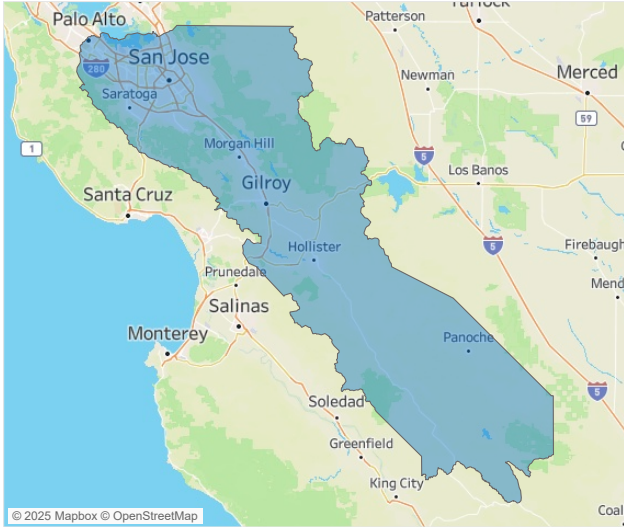 Patterson
Palo Alto
San Jose
Newman
280
Merced
Saratoga
59
Morgan Hill
1
5
Los Banos
Gilroy
Santa Cruz
5
Hollister
Firebaugh
Prunedale
Mend
Salinas
Monterey
Panoche
5
Soledad
Greenfield
King City
Coal
© 2025 Mapbox © OpenStreetMap